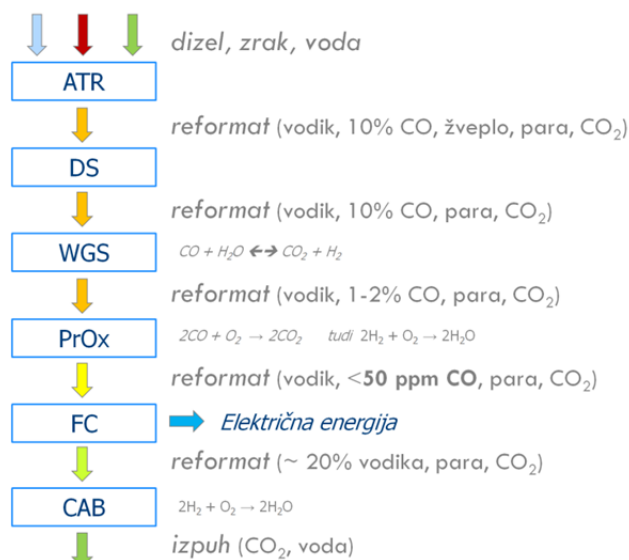 dizel, zrak, voda
ATR
reformat (vodik, 10% CO, žveplo, para, CO₂)
DS
reformat (vodik, 10% CO, para, CO₂)
WGS
CO + H₂O ←→ CO₂ + H₂
reformat (vodik, 1-2% CO, para, CO₂)
PrOx
2CO + O₂ → 2CO₂ tudi 2H₂ + O₂ → 2H₂O
reformat (vodik, <50 ppm CO, para, CO₂)
FC
Električna energija
reformat (~ 20% vodika, para, CO₂)
CAB
2H₂ + O₂ → 2H₂O
izpuh (CO₂, voda)